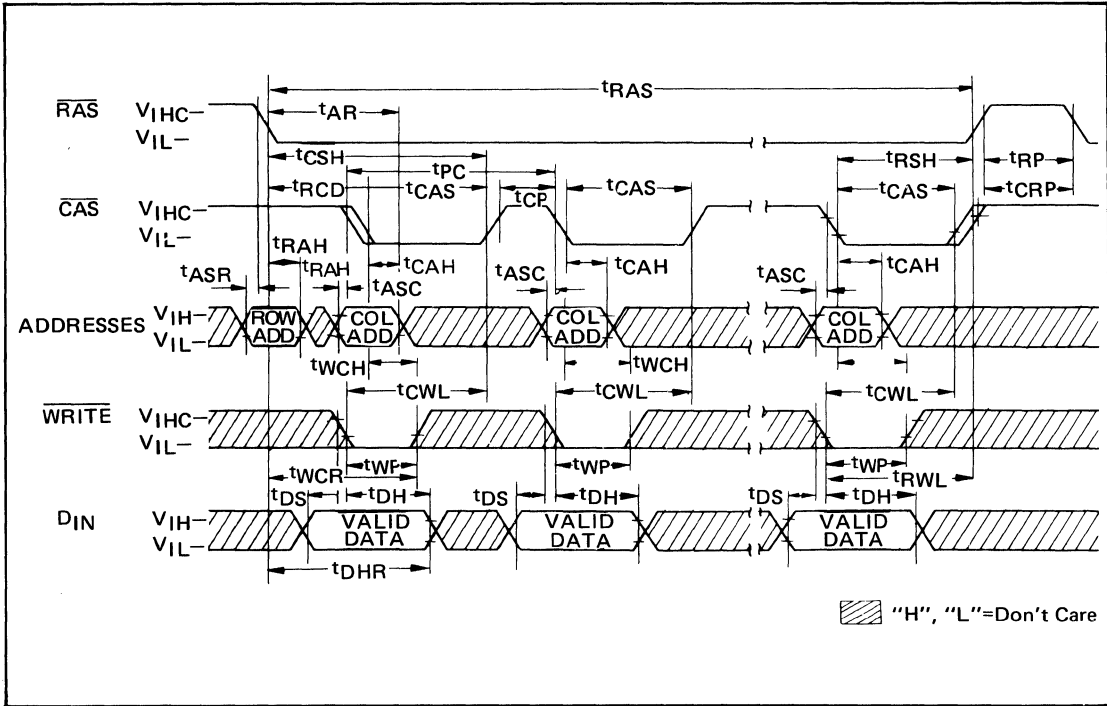 tRAS
RAS VIHC
tAR
VIL
tCSH tRSH tRP
tPC
tRCD tCAS tCP tCAS tCAS tCRP
CAS VIHC
VIL
tRAH
tASR tRAH tCAH tASC tASC tCAH tASC tCAH
ADDRESSES VIH
VIL
ROW ADD COL ADD COL ADD COL ADD
tWCH
tCWL tCWL tCWL
WRITE VIHC
VIL
tWCR tWP tWP tWP
tRWL
tDS tDH tDS tDH tDS tDH
DIN VIH
VIL
VALID DATA VALID DATA VALID DATA
tDHR
"H", "L"=Don't Care